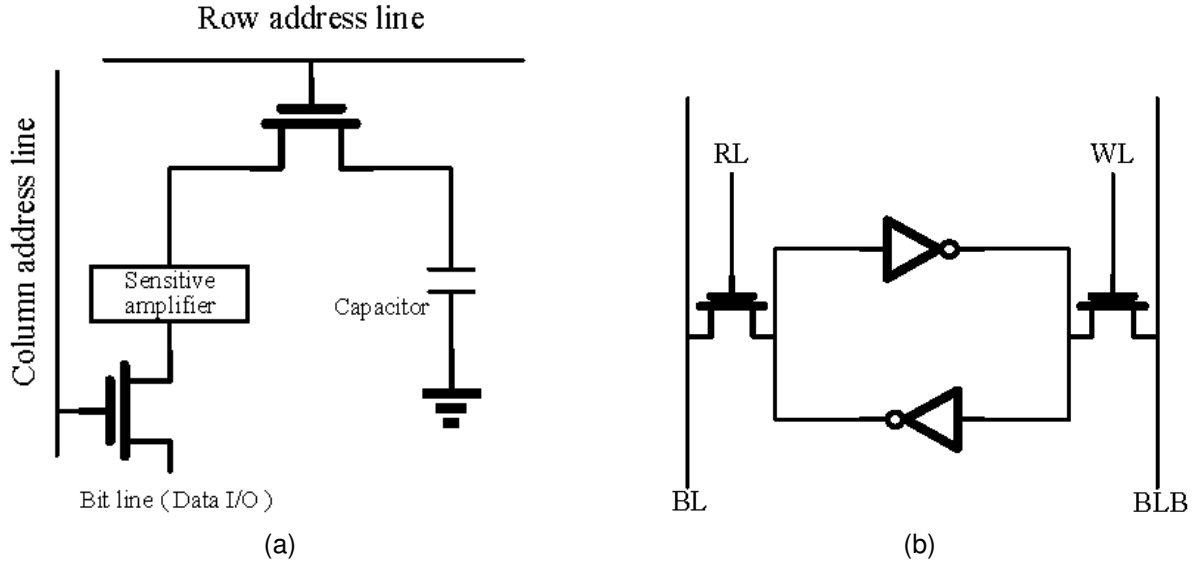 Row address line
Column address line
Sensitive
amplifier
Capacitor
Bit line (Data I/O)
(a)
RL
WL
BL
BLB
(b)